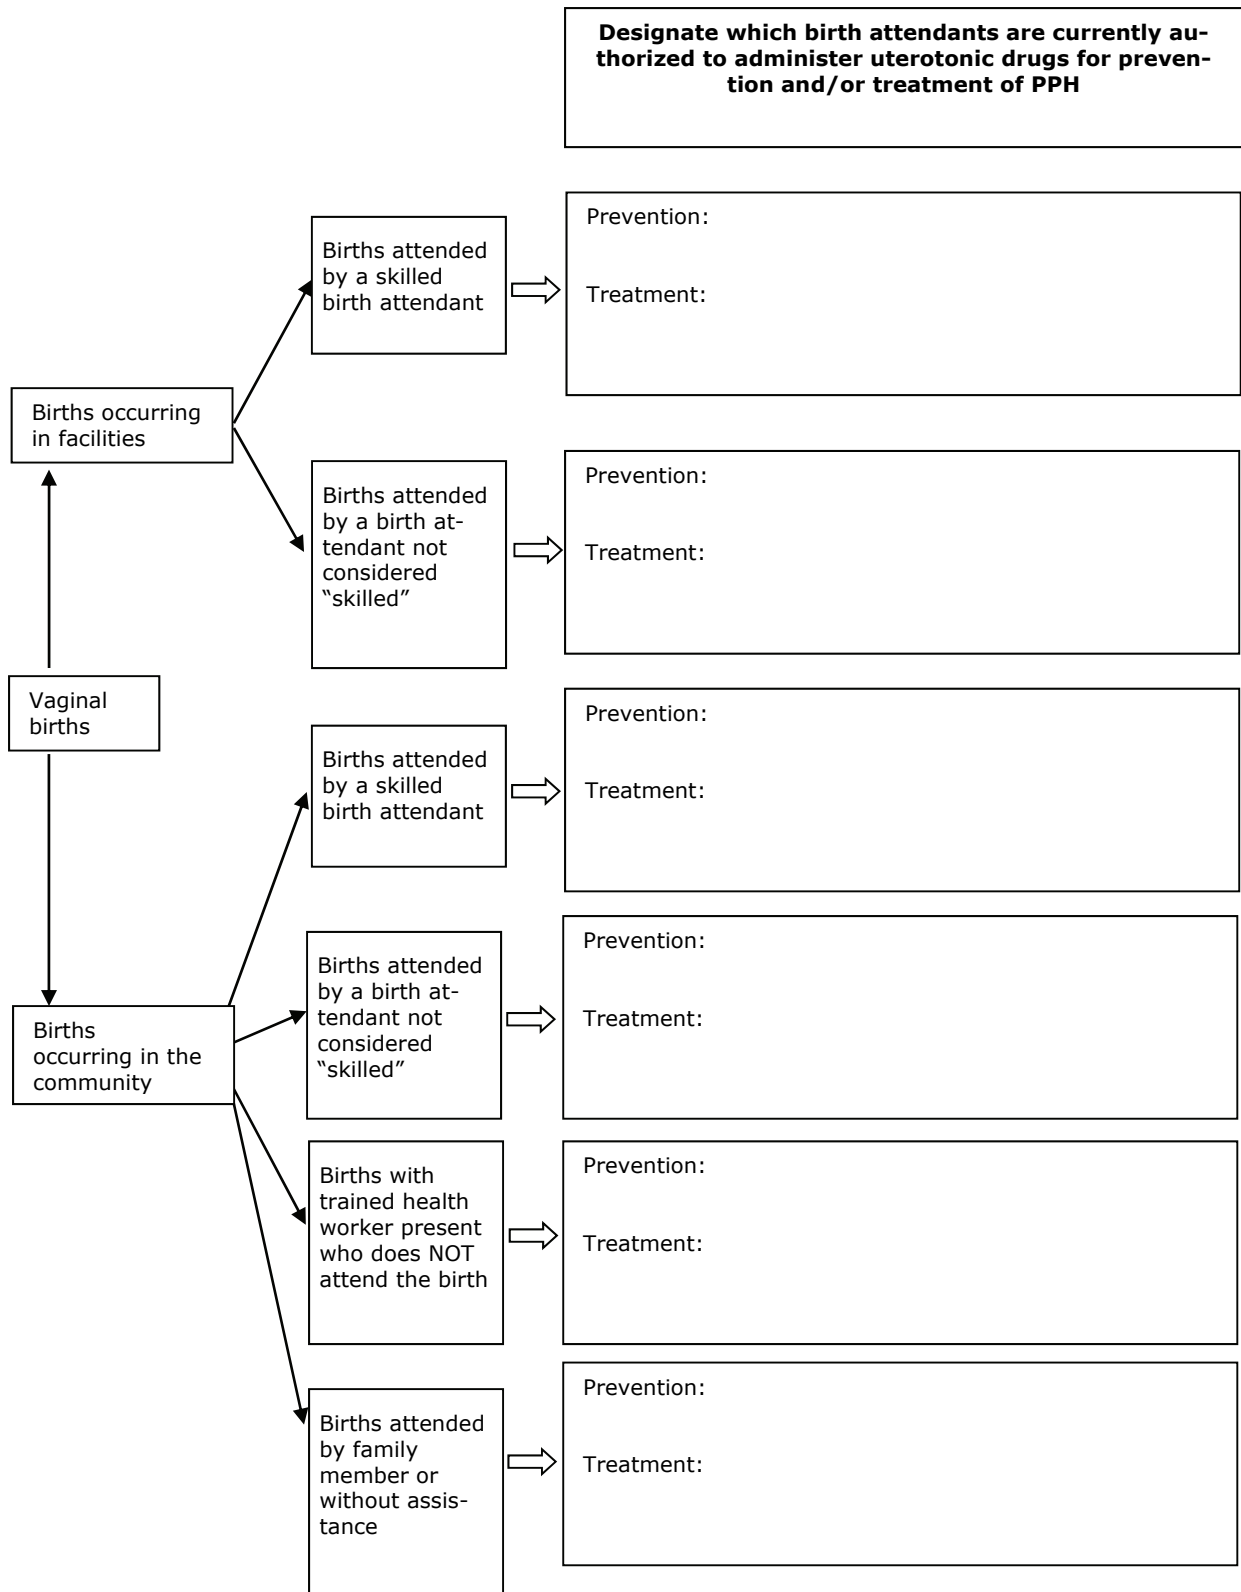 Designate which birth attendants are currently au-
thorized to administer uterotonic drugs for preven-
tion and/or treatment of PPH
Births occurring
in facilities
Births attended
by a skilled
birth attendant
Prevention:
Treatment:
Births attended
by a birth at-
tendant not
considered
“skilled”
Prevention:
Treatment:
Vaginal
births
Births
occurring in the
community
Births attended
by a skilled
birth attendant
Prevention:
Treatment:
Births attended
by a birth at-
tendant not
considered
“skilled”
Prevention:
Treatment:
Births with
trained health
worker present
who does NOT
attend the birth
Prevention:
Treatment:
Births attended
by family
member or
without assis-
tance
Prevention:
Treatment: